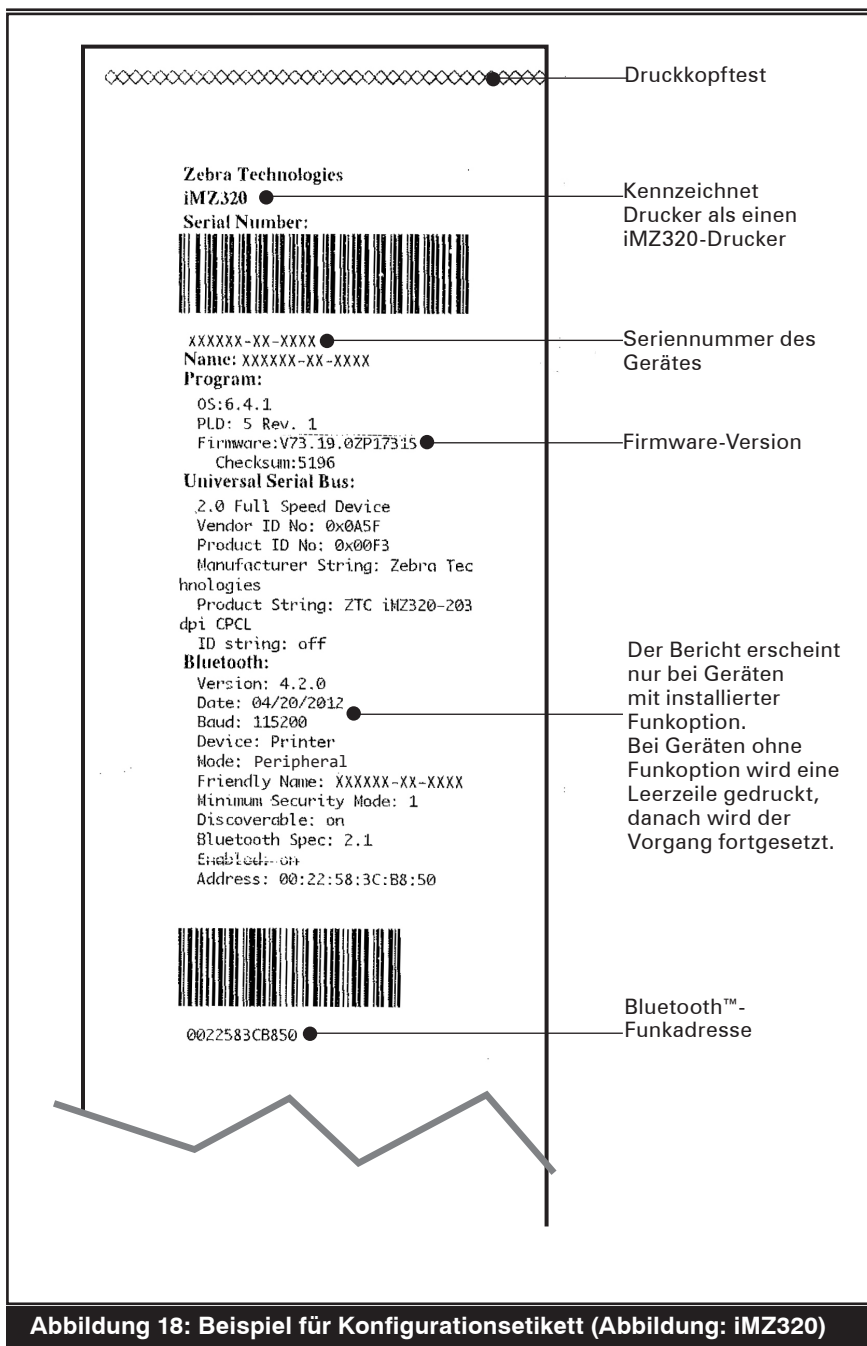 Druckkopftest
Zebra Technologies
iMZ320
Kennzeichnet
Drucker als einen
iMZ320-Drucker
Serial Number:
XXXXXX-XX-XXXX
Seriennummer des
Gerätes
Name: XXXXXX-XX-XXXX
Program:
OS:6.4.1
PLD: 5 Rev. 1
Firmware:V73.19.0ZP17315
Firmware-Version
Checksum:5196
Universal Serial Bus:
2.0 Full Speed Device
Vendor ID No: 0x0A5F
Product ID No: 0x00F3
Manufacturer String: Zebra Tec
hnologies
Product String: ZTC iMZ320-203
dpi CPCL
ID string: off
Bluetooth:
Version: 4.2.0
Date: 04/20/2012
Baud: 115200
Device: Printer
Mode: Peripheral
Friendly Name: XXXXXX-XX-XXXX
Minimum Security Mode: 1
Discoverable: on
Bluetooth Spec: 2.1
Enabled: on
Address: 00:22:58:3C:B8:50
Der Bericht erscheint
nur bei Geräten
mit installierter
Funkoption.
Bei Geräten ohne
Funkoption wird eine
Leerzeile gedruckt,
danach wird der
Vorgang fortgesetzt.
0022583CB850
Bluetooth™-
Funkadresse
Abbildung 18: Beispiel für Konfigurationsetikett (Abbildung: iMZ320)